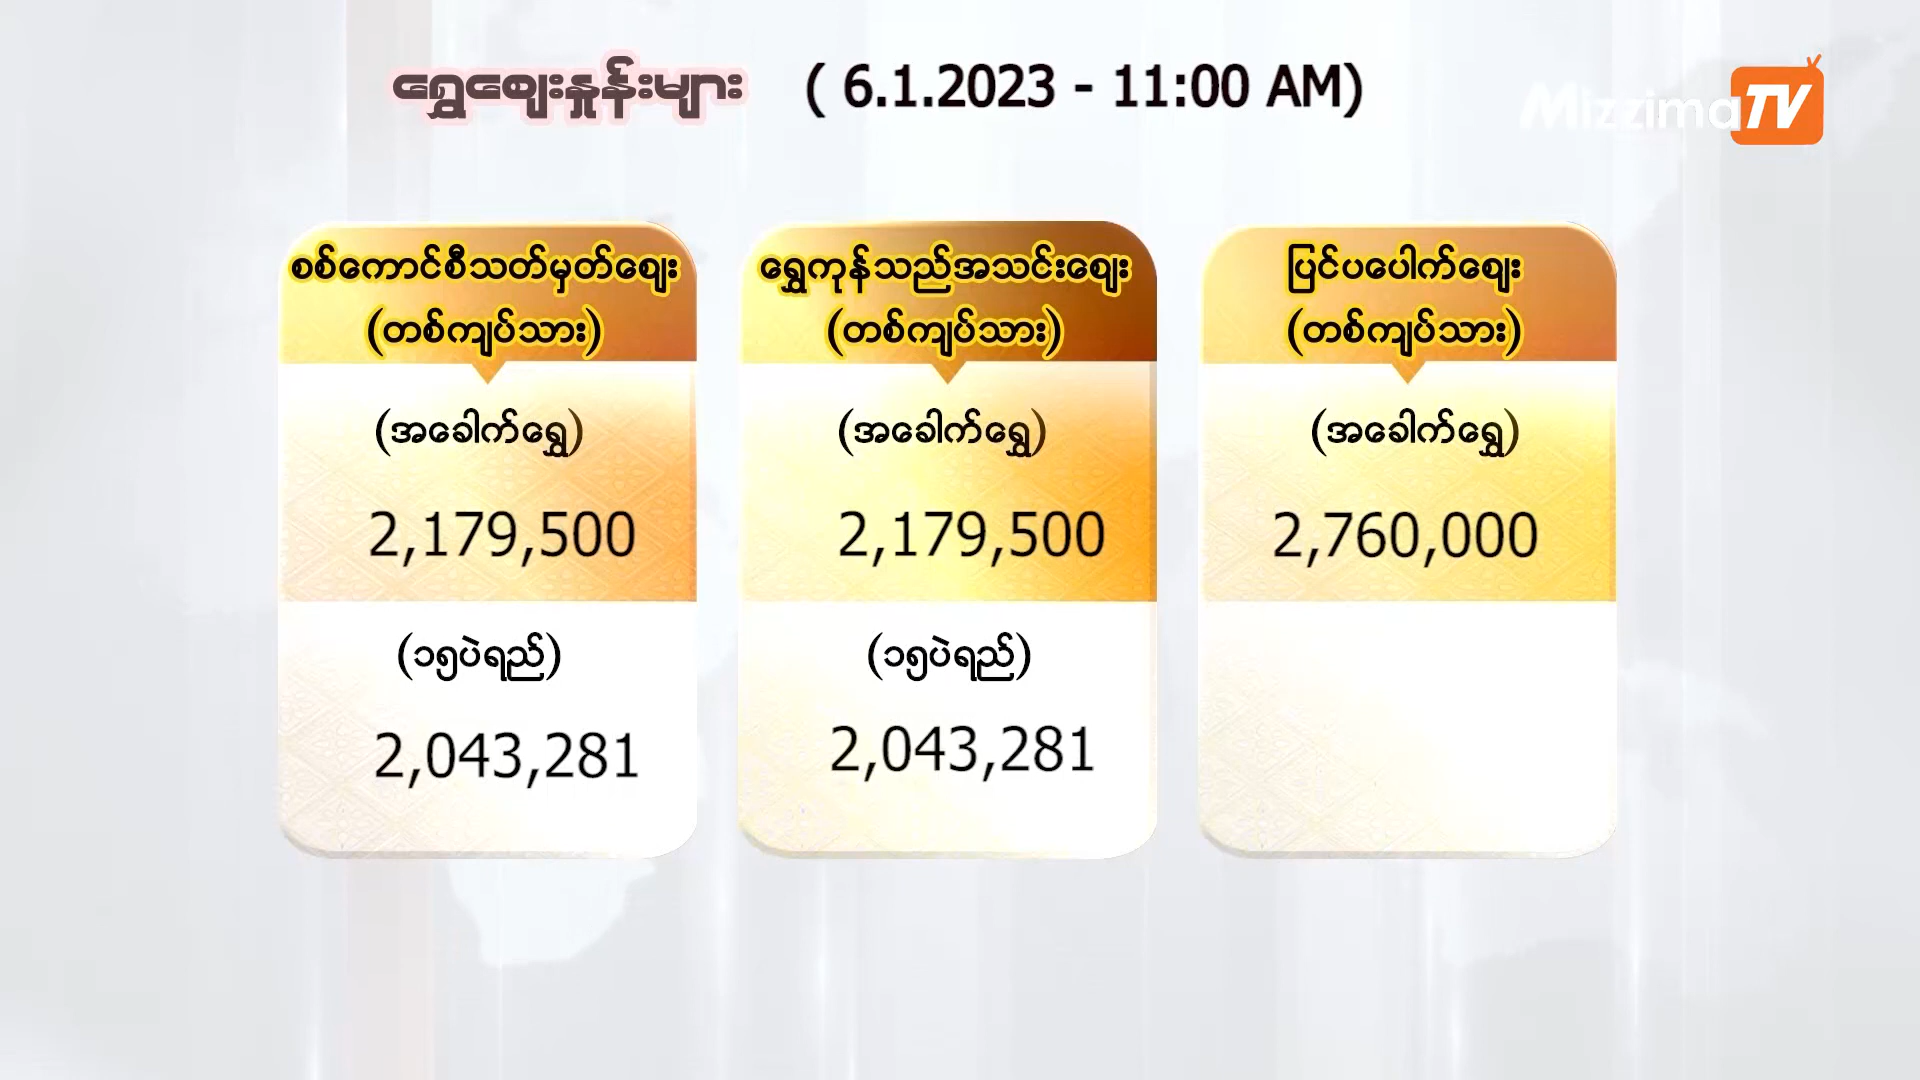 ရွှေဈေးနှုန်းများ ( 6.1.2023 - 11:00 AM)
Mizzima TV
စစ်ကောင်စီသတ်မှတ်ဈေး
(တစ်ကျပ်သား)
(အခေါက်ရွှေ)
2,179,500
(၁၅ပဲရည်)
2,043,281
ရွှေကုန်သည်အသင်းဈေး
(တစ်ကျပ်သား)
(အခေါက်ရွှေ)
2,179,500
(၁၅ပဲရည်)
2,043,281
ပြင်ပပေါက်ဈေး
(တစ်ကျပ်သား)
(အခေါက်ရွှေ)
2,760,000